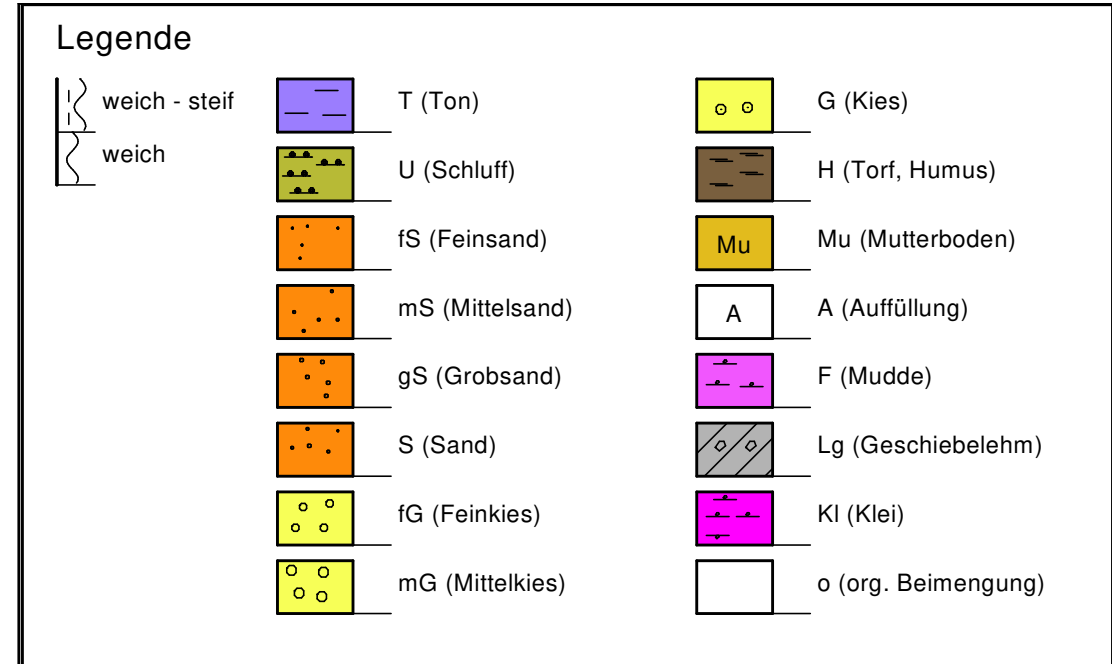 Legende
weich - steif
weich
T (Ton)
U (Schluff)
fS (Feinsand)
mS (Mittelsand)
gS (Grobsand)
S (Sand)
fG (Feinkies)
mG (Mittelkies)
G (Kies)
H (Torf, Humus)
Mu
Mu (Mutterboden)
A
A (Auffüllung)
F (Mudde)
Lg (Geschiebelehm)
Kl (Klei)
o (org. Beimengung)